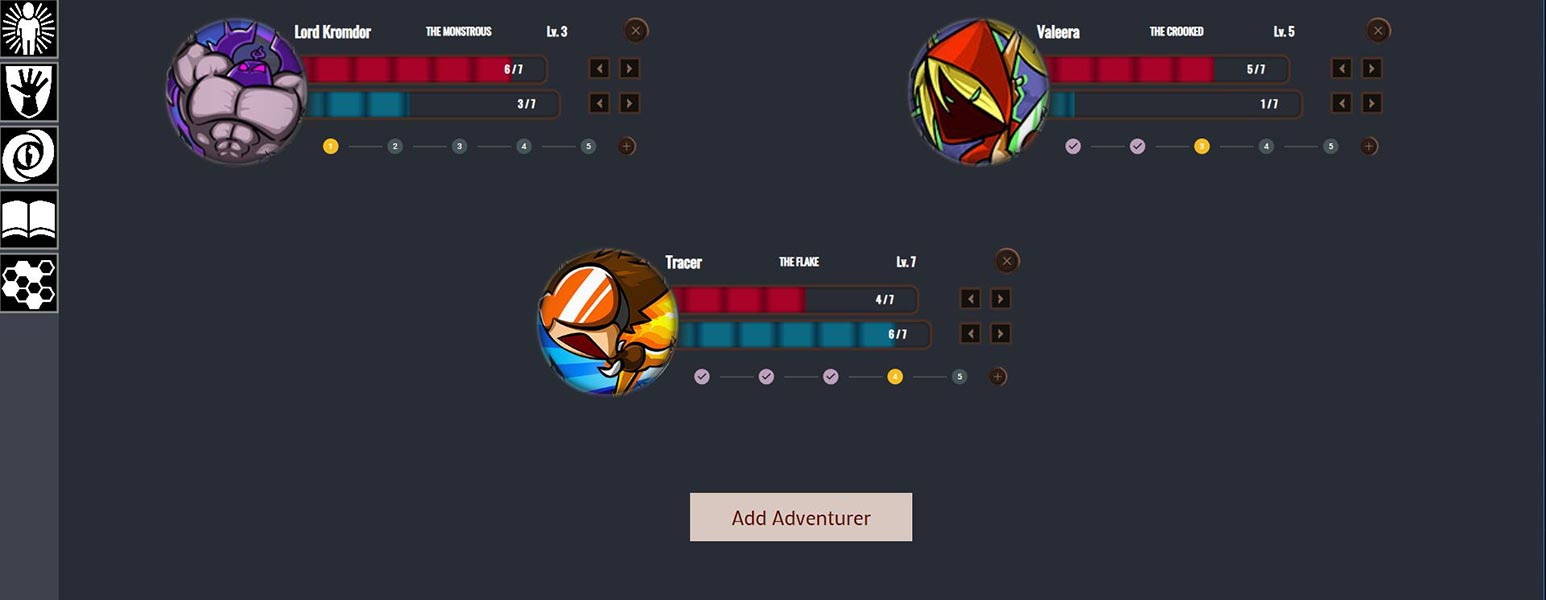 Lord Kromdor THE MONSTROUS Lv. 3
6 / 7
3 / 7
1 2 3 4 5
Valeera THE CROOKED Lv. 5
5 / 7
1 / 7
3 4 5
Tracer THE FLAKE Lv. 7
4 / 7
6 / 7
4 5
Add Adventurer